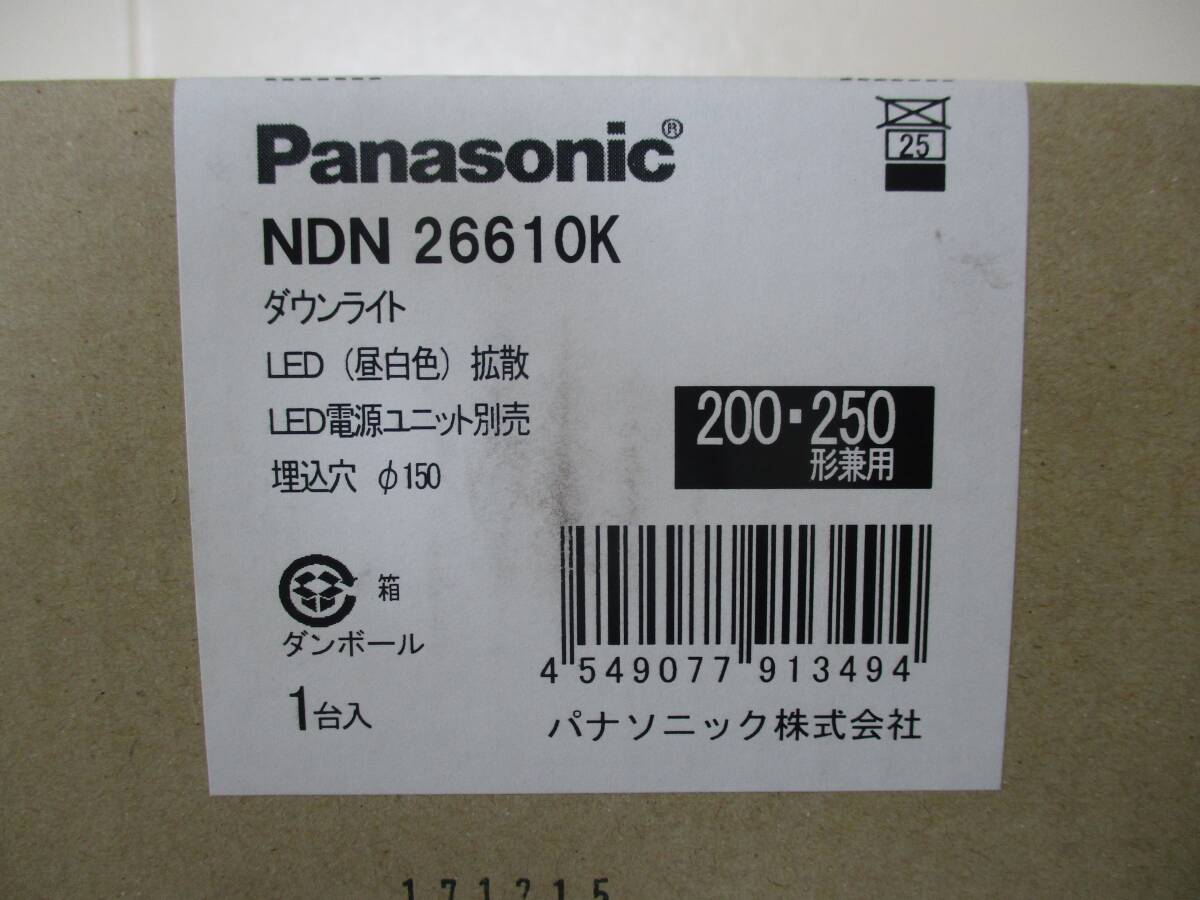 Panasonic®
25
NDN 26610K
ダウンライト
LED（昼白色）拡散
LED電源ユニット別売
200・250
形兼用
埋込穴 φ150
箱
ダンボール
4 549077 913494
1台入
パナソニック株式会社
171215